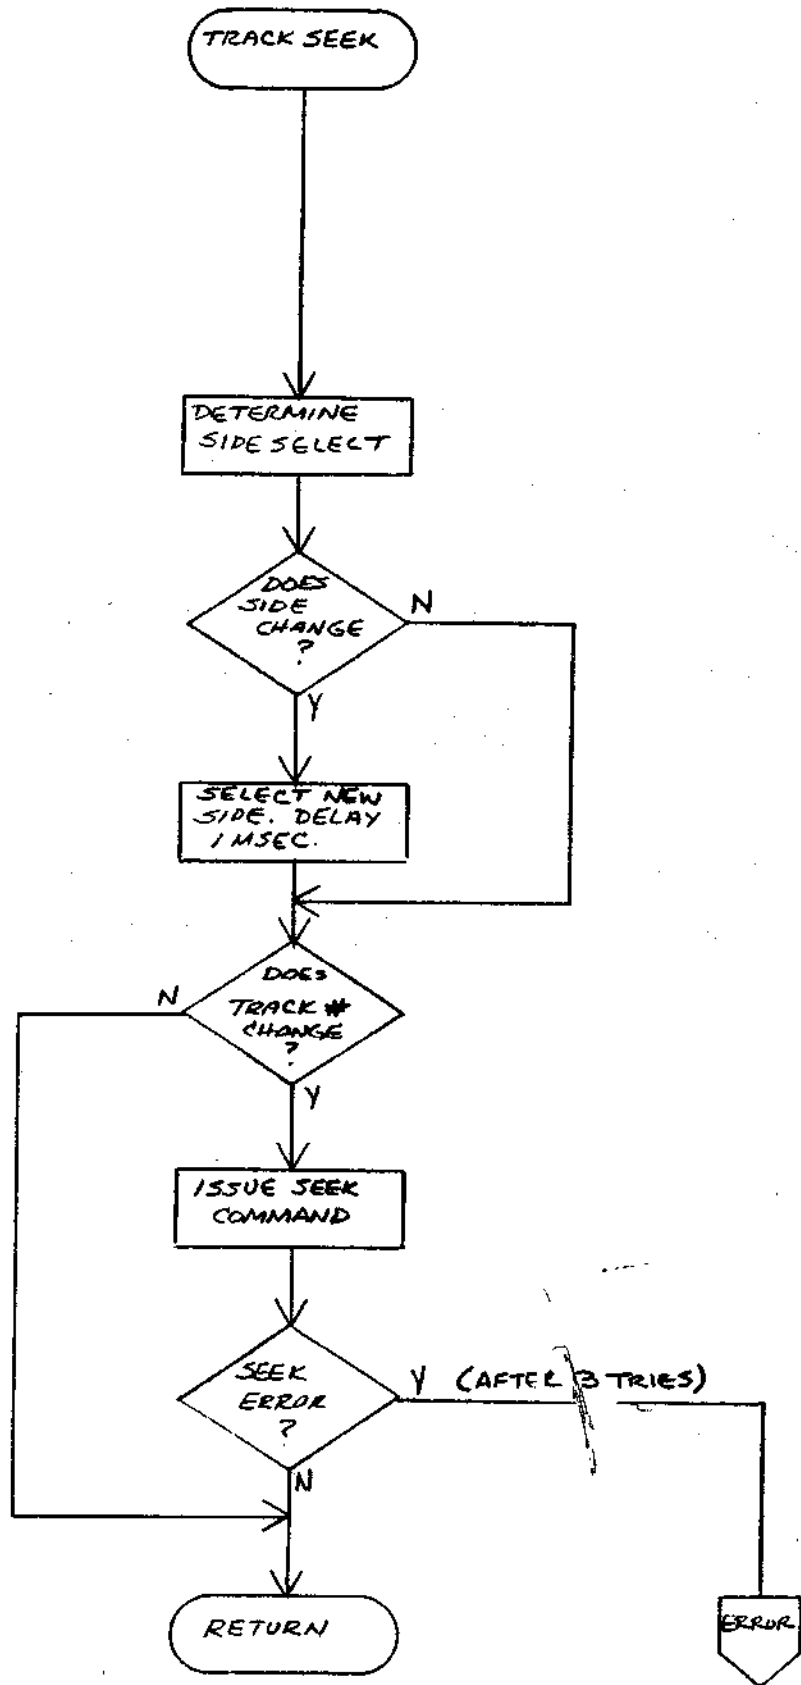 TRACK SEEK
DETERMINE
SIDE SELECT
DOES
SIDE
CHANGE
?
N
Y
SELECT NEW
SIDE. DELAY
1 MSEC.
DOES
TRACK #
CHANGE
?
N
Y
ISSUE SEEK
COMMAND
SEEK
ERROR
?
Y (AFTER 3 TRIES)
N
RETURN
ERROR